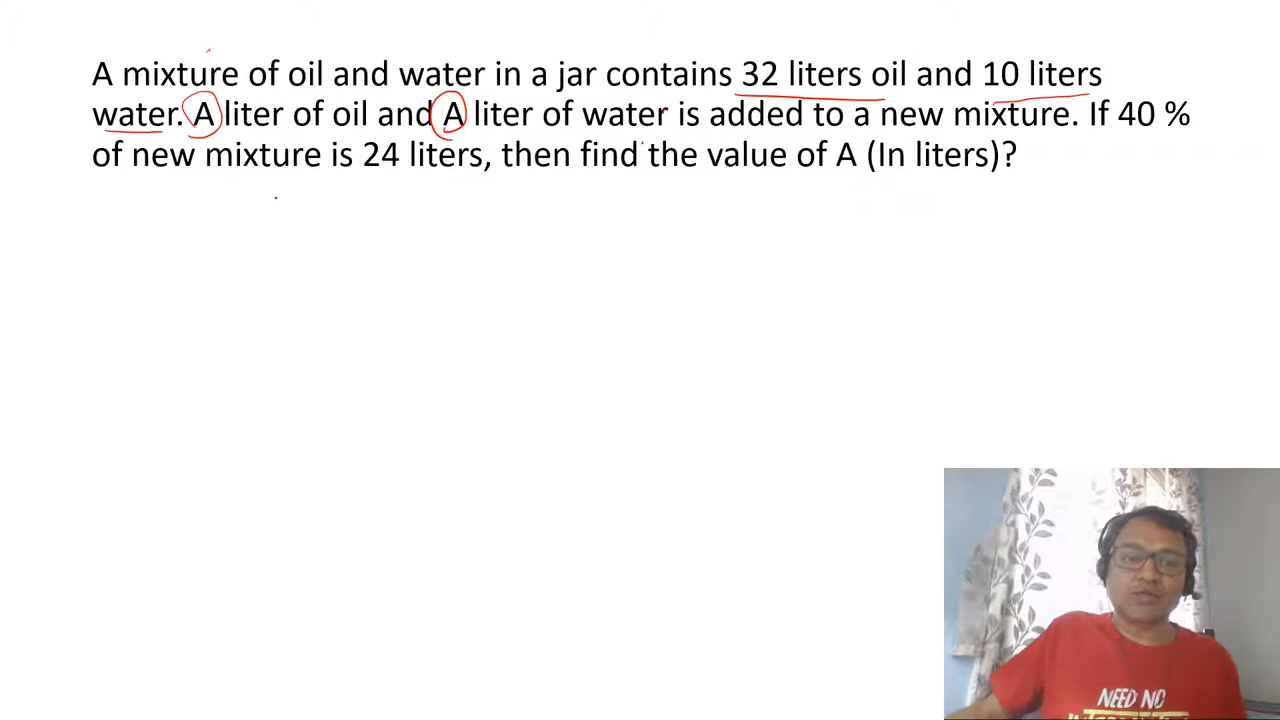 A mixture of oil and water in a jar contains 32 liters oil and 10 liters
water. A liter of oil and A liter of water is added to a new mixture. If 40 %
of new mixture is 24 liters, then find the value of A (In liters)?
NEED NO